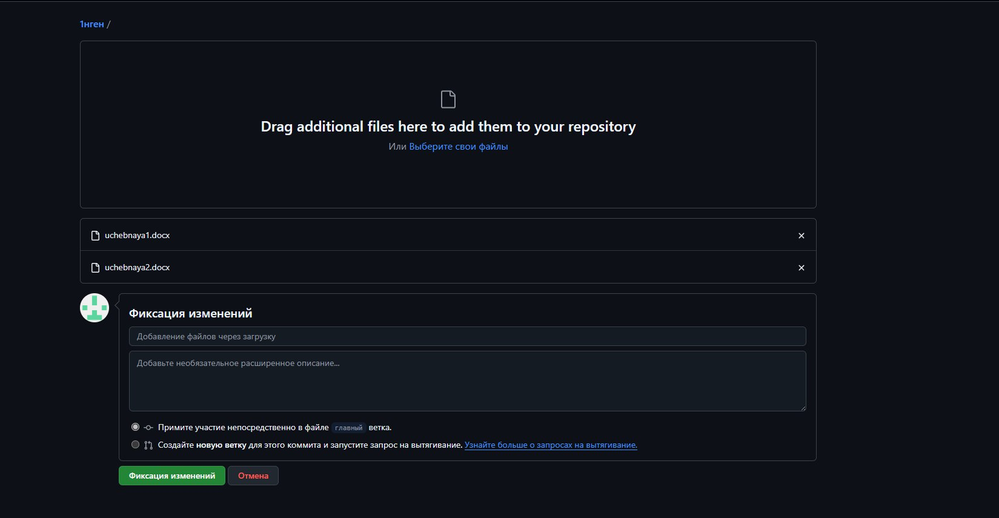 1нген /
Drag additional files here to add them to your repository
Или Выберите свои файлы
uchebnaya1.docx
uchebnaya2.docx
Фиксация изменений
Добавление файлов через загрузку
Добавьте необязательное расширенное описание...
Примите участие непосредственно в файле главный ветка.
Создайте новую ветку для этого коммита и запустите запрос на вытягивание. Узнайте больше о запросах на вытягивание.
Фиксация изменений Отмена